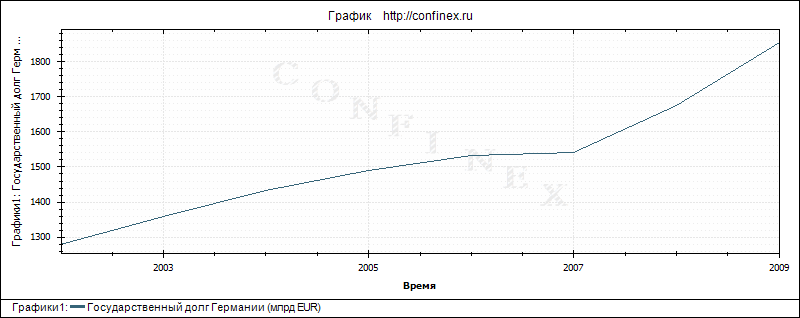 График http://confinex.ru
Графики1: Государственный долг Герм ...
1800
1700
1600
1500
1400
1300
CONFINEX
2003
2005
2007
2009
Время
Графики1: Государственный долг Германии (млрд EUR)